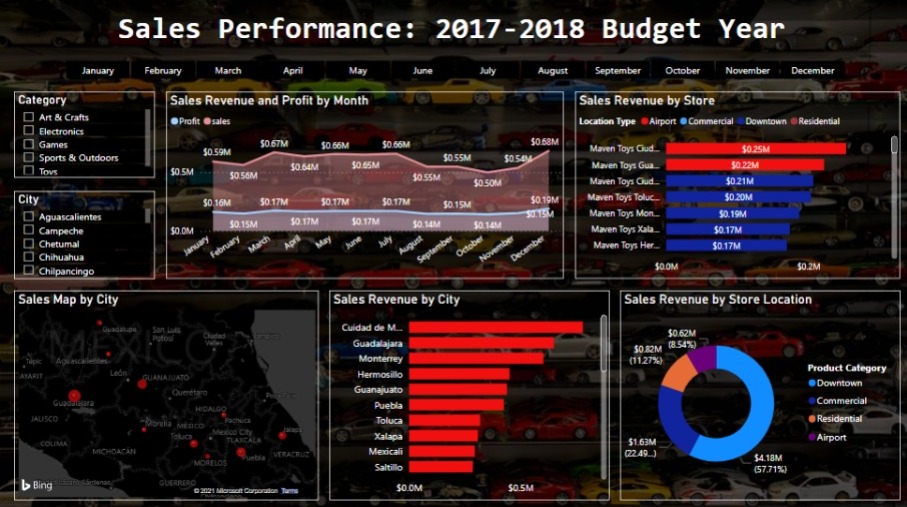 Sales Performance: 2017-2018 Budget Year
January February March April May June July August September October November December
Category
Art & Crafts
Electronics
Games
Sports & Outdoors
Toys
City
Aguascalientes
Campeche
Chetumal
Chihuahua
Chilpancingo
Sales Revenue and Profit by Month
Profit sales
$0.59M $0.56M $0.67M $0.64M $0.66M $0.65M $0.66M $0.55M $0.55M $0.50M $0.54M $0.68M
$0.5M
$0.16M $0.15M $0.17M $0.17M $0.17M $0.17M $0.17M $0.14M $0.15M $0.14M $0.15M $0.19M
$0.0M
January February March April May June July August September October November December
Sales Revenue by Store
Location Type Airport Commercial Downtown Residential
Maven Toys Ciud... $0.25M
Maven Toys Gua... $0.22M
Maven Toys Ciud... $0.21M
Maven Toys Toluc... $0.20M
Maven Toys Mon... $0.19M
Maven Toys Xala... $0.17M
Maven Toys Her... $0.17M
$0.0M $0.2M
Sales Map by City
MEXICO
Guadalupe
San Luis
Potosí
Ciudad
Valles
Tepic
Aguascalientes
NAYARIT
León
GUANAJUATO
Querétaro
Guadalajara
HIDALGO
JALISCO
Pachuca
Morelia
MEXICO
Mexico City
Toluca
TLAXCALA
Jalapa
COLIMA
MICHOACÁN
Puebla
VERACRUZ
MORELOS
Lázaro Cárdenas
GUERRERO
Bing
© 2021 Microsoft Corporation Terms
Sales Revenue by City
Cuidad de M...
Guadalajara
Monterrey
Hermosillo
Guanajuato
Puebla
Toluca
Xalapa
Mexicali
Saltillo
$0.0M $0.5M
Sales Revenue by Store Location
$0.62M
(8.54%)
$0.82M
(11.27%)
$1.63M
(22.49...)
$4.18M
(57.71%)
Product Category
Downtown
Commercial
Residential
Airport